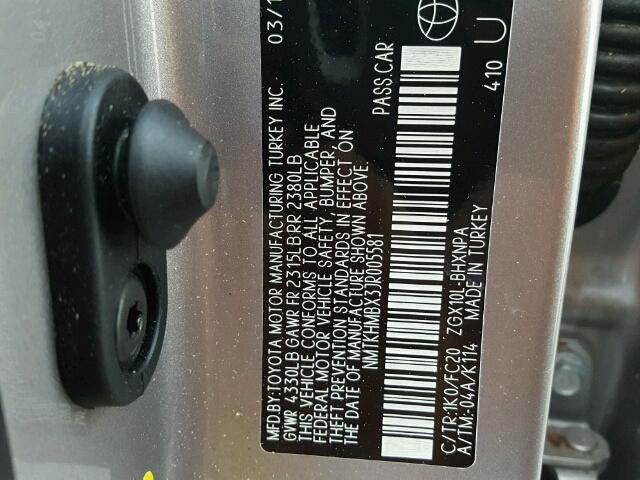 MFD.BY:TOYOTA MOTOR MANUFACTURING TURKEY INC. 03/1
GVWR 4330LB GAWR FR 2315LB RR 2380LB
THIS VEHICLE CONFORMS TO ALL APPLICABLE
FEDERAL MOTOR VEHICLE SAFETY, BUMPER, AND
THEFT PREVENTION STANDARDS IN EFFECT ON
THE DATE OF MANUFACTURE SHOWN ABOVE.
NMTKHMBX3JR005581 PASS.CAR
C/TR:1K0/FC20 ZGX10L-BHXNPA
A/TM:-04A/K114 MADE IN TURKEY
410 U